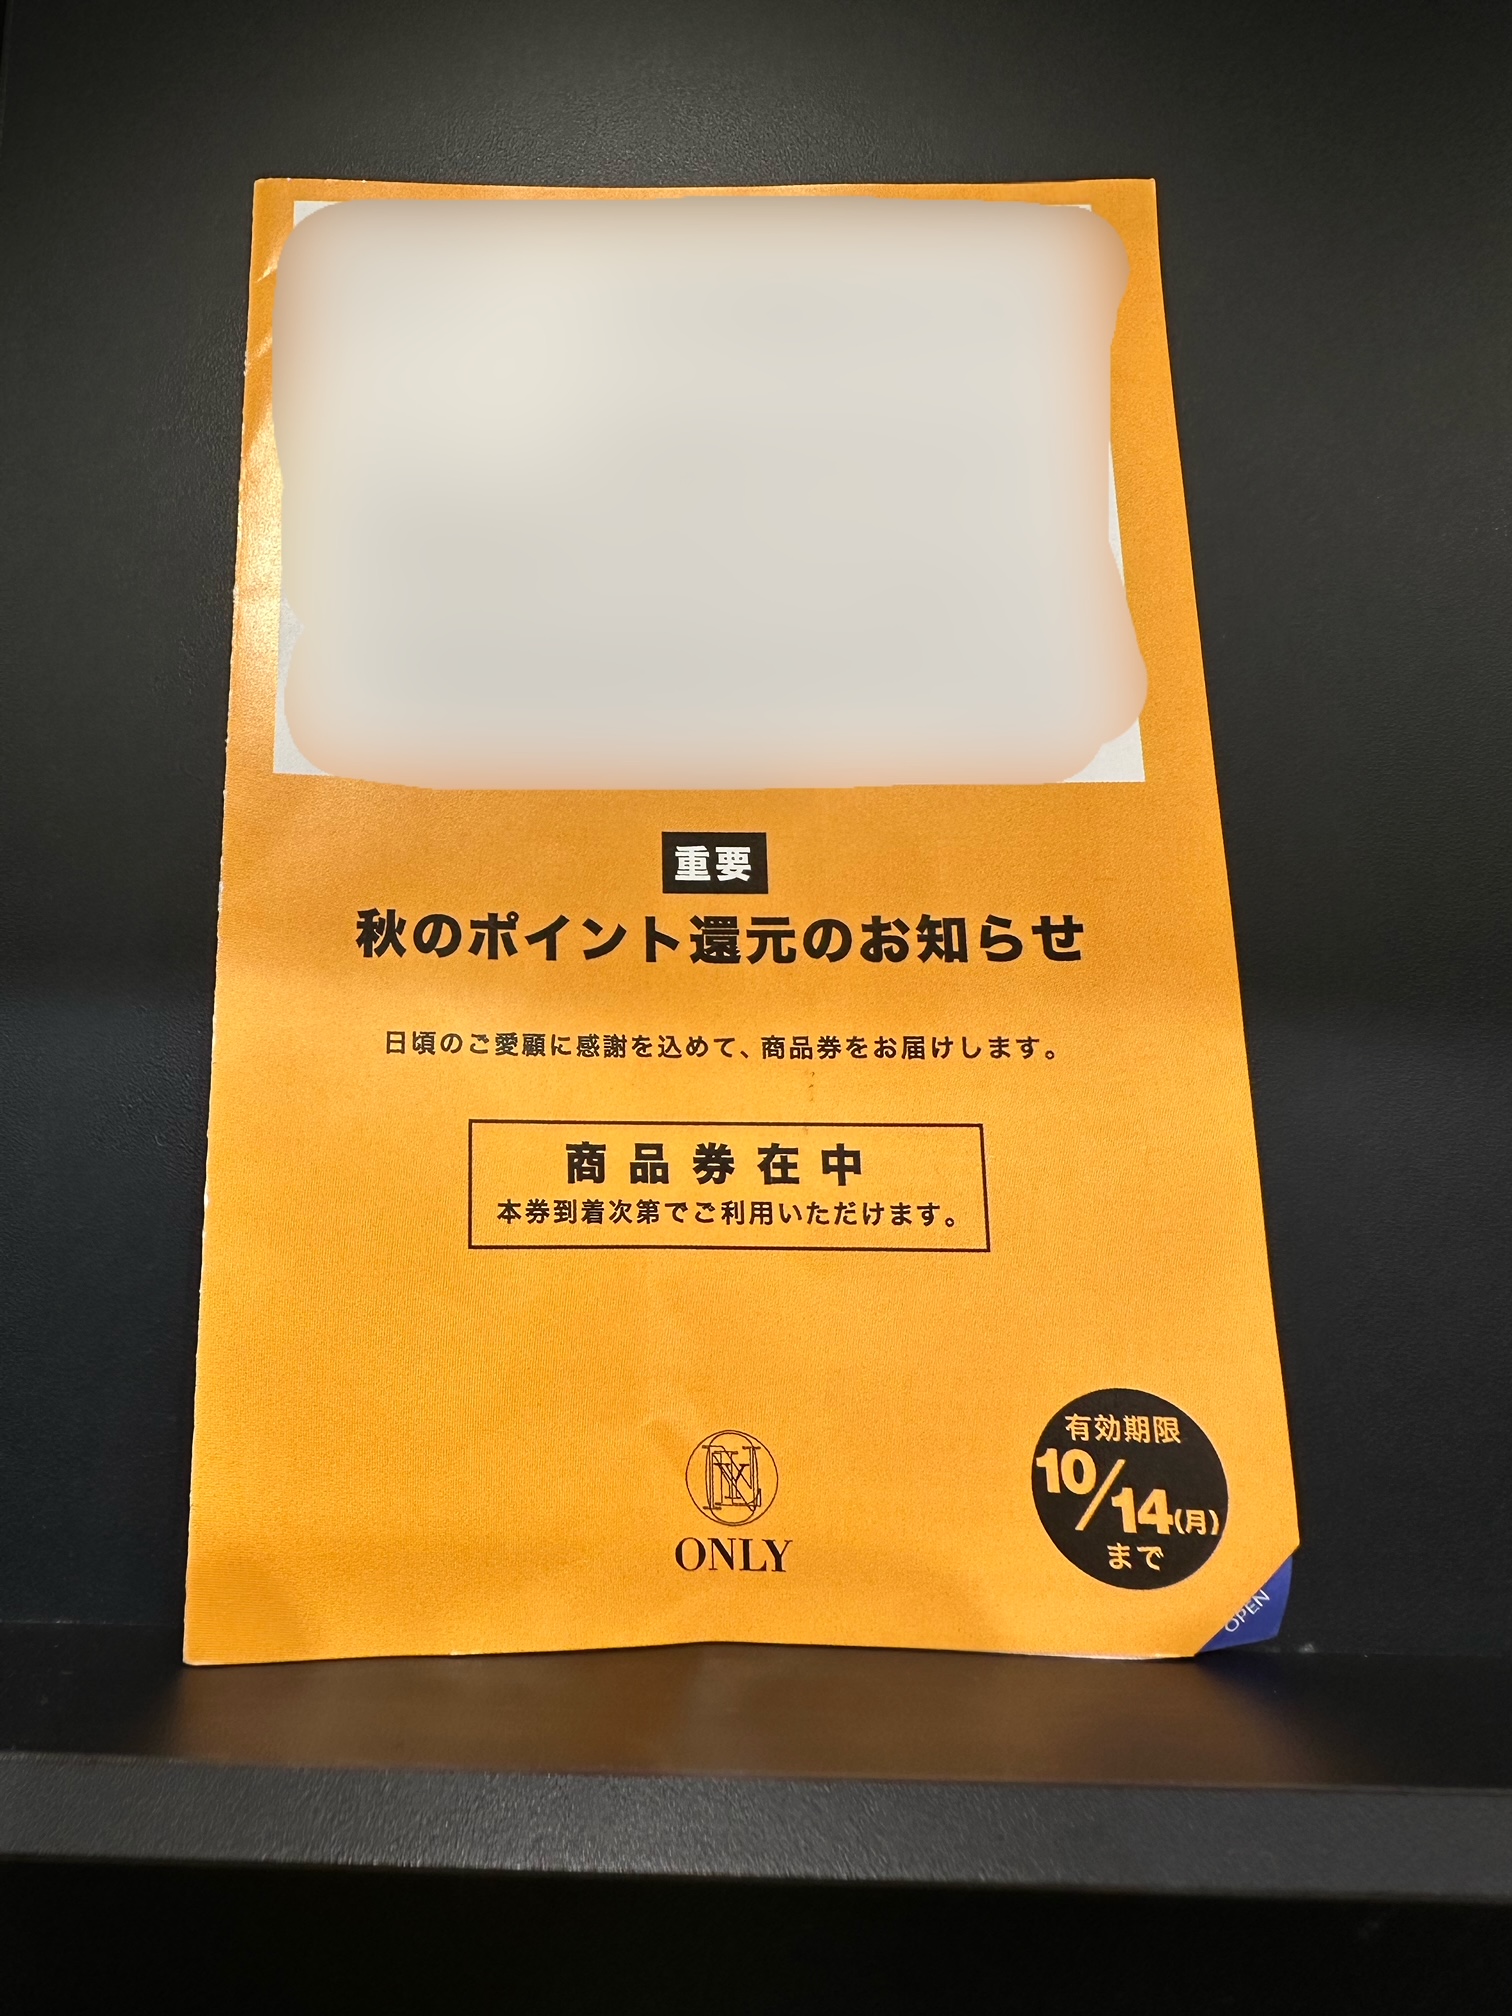 重要
秋のポイント還元のお知らせ
日頃のご愛顧に感謝を込めて、商品券をお届けします。
商品券在中
本券到着次第でご利用いただけます。
ONLY
有効期限
10/14(月)
まで
OPEN